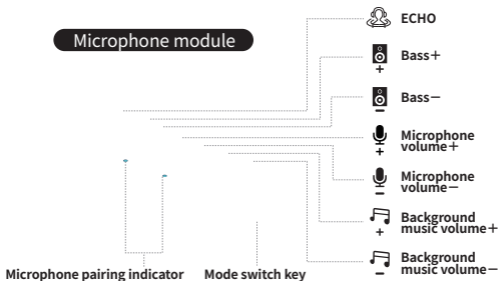 Microphone module
ECHO
Bass+
Bass−
Microphone
volume+
Microphone
volume−
Background
music volume+
Background
music volume−
Microphone pairing indicator
Mode switch key